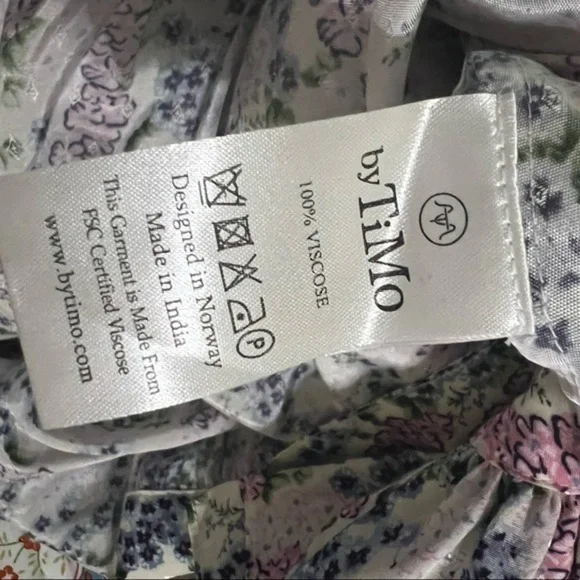 byTiMo
100% VISCOSE
P
Designed in Norway
Made in India
This Garment is Made From
FSC Certified Viscose
www.bytimo.com